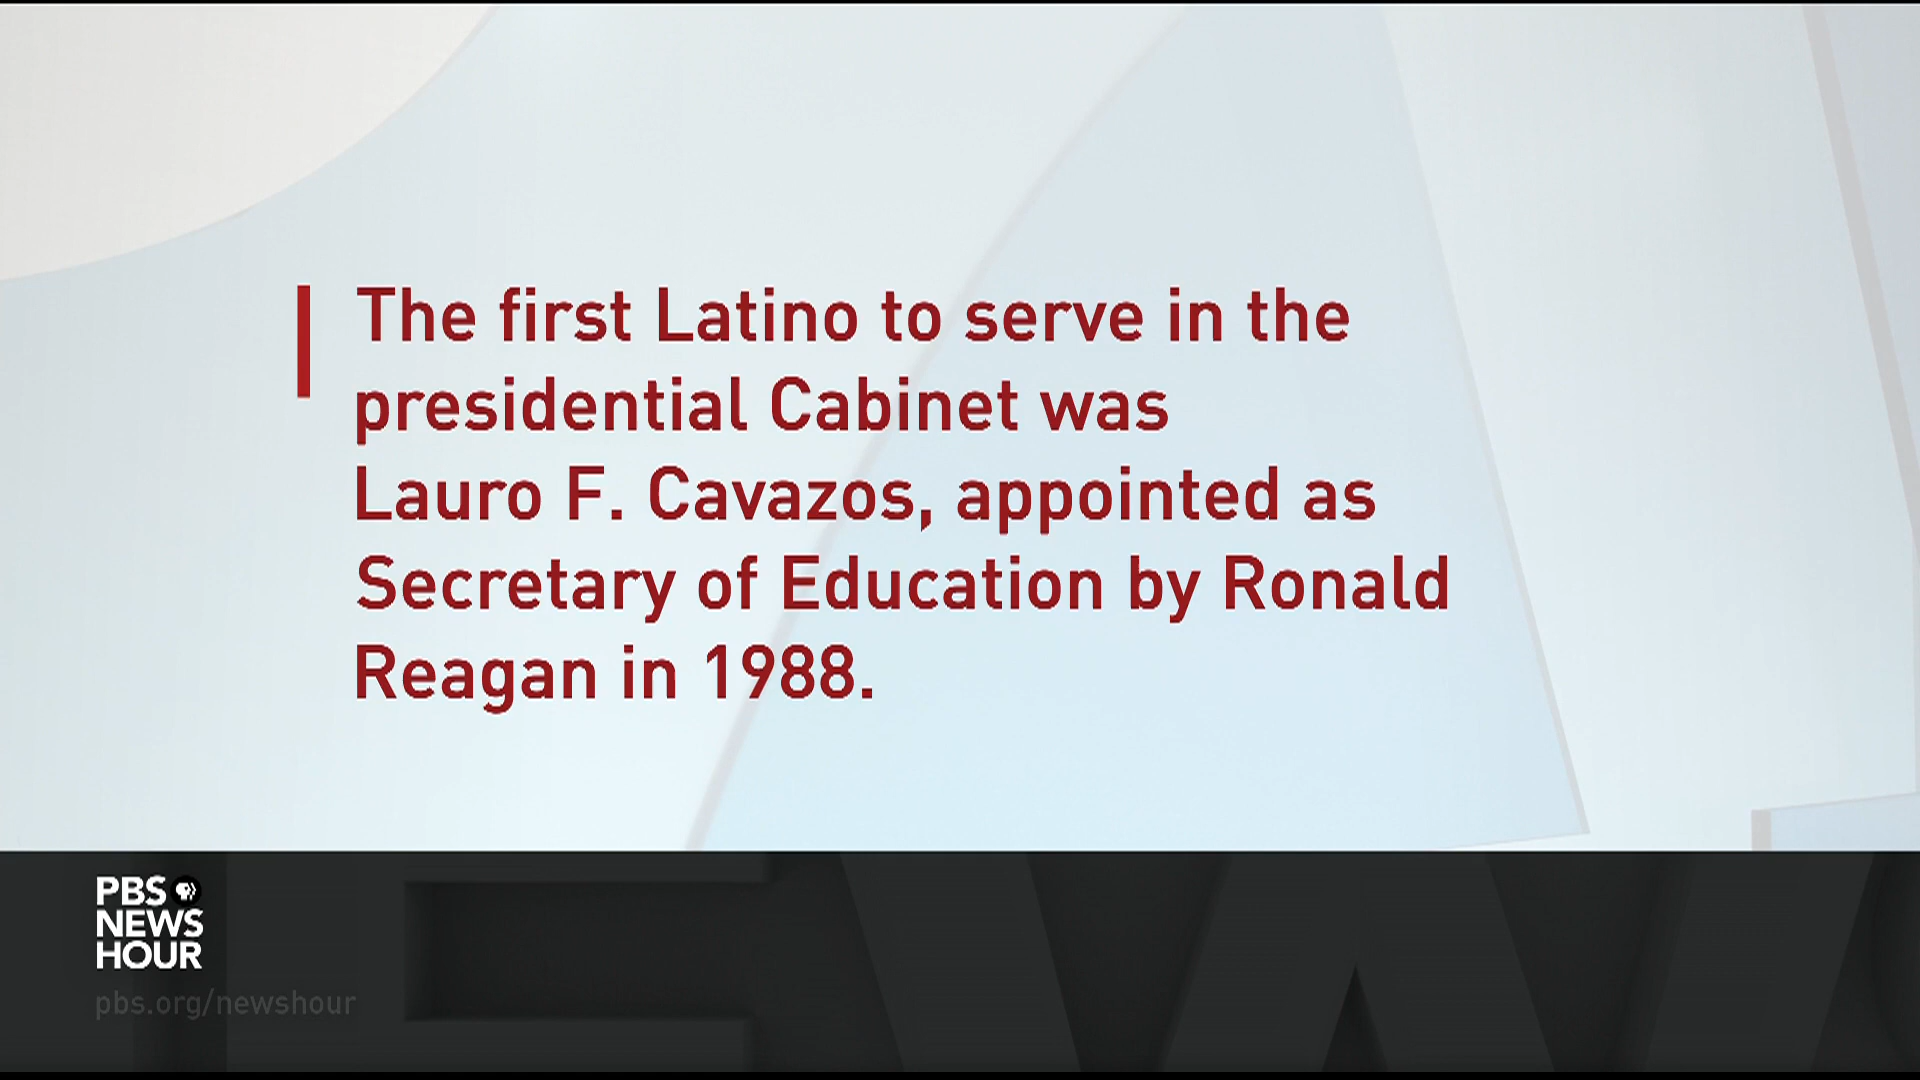 The first Latino to serve in the
presidential Cabinet was
Lauro F. Cavazos, appointed as
Secretary of Education by Ronald
Reagan in 1988.
PBS
NEWS
HOUR
pbs.org/newshour